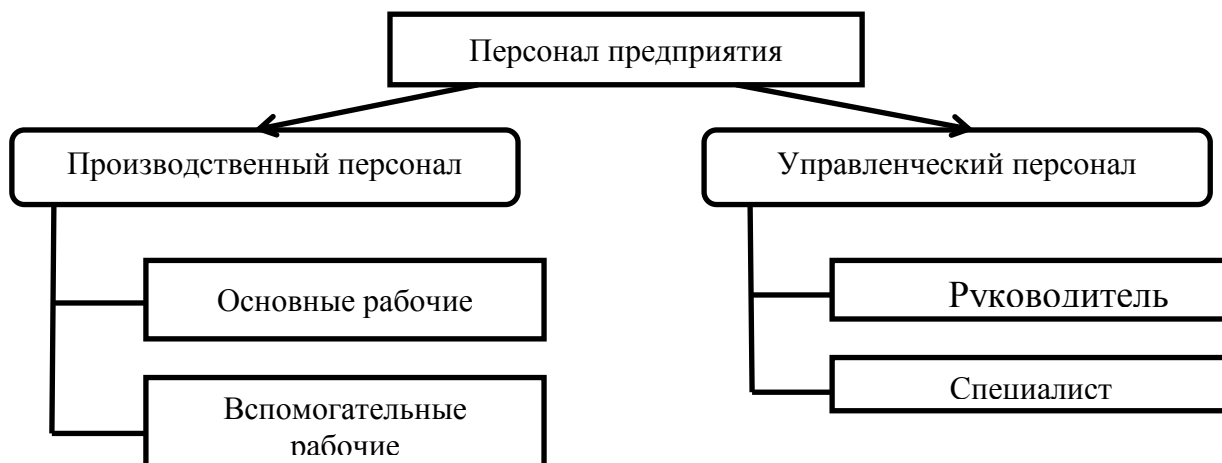 Персонал предприятия
Производственный персонал
Управленческий персонал
Основные рабочие
Руководитель
Вспомогательные
рабочие
Специалист